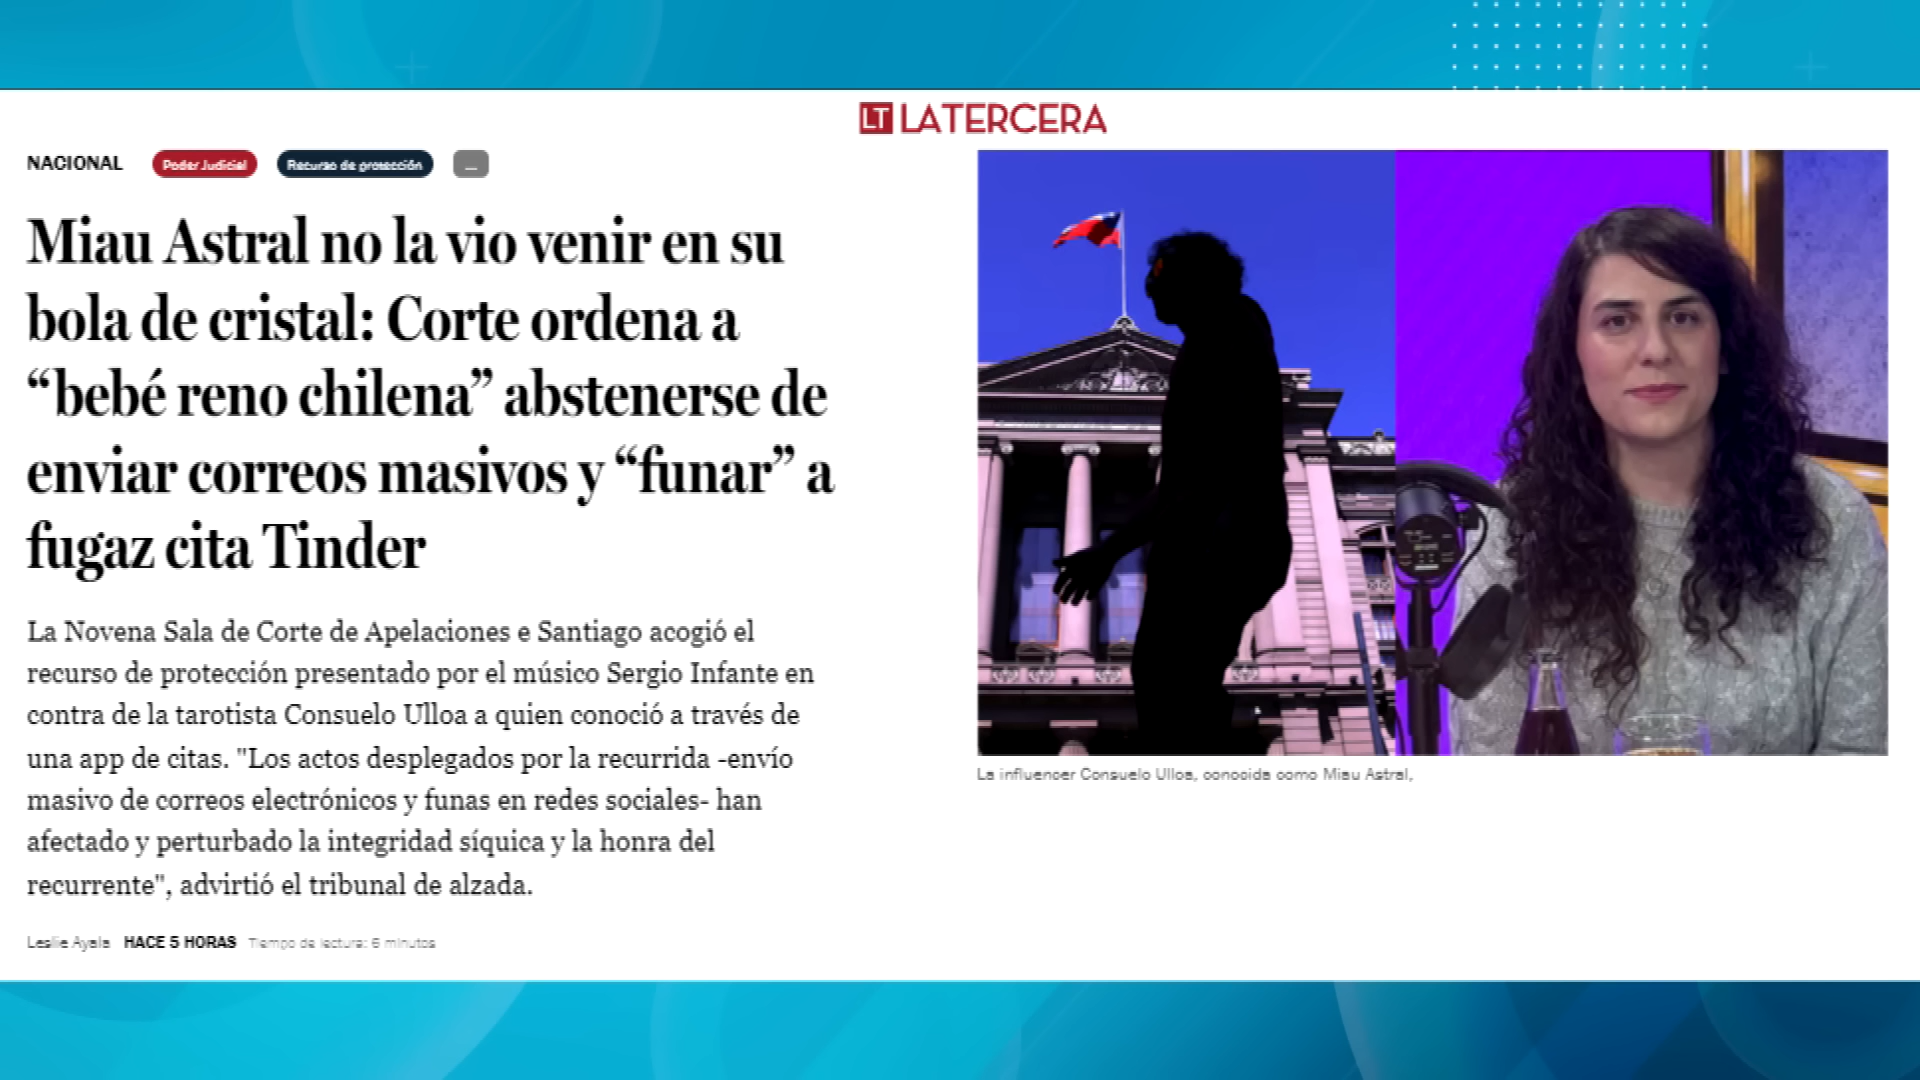 LT LATERCERA
NACIONAL Poder Judicial Recurso de protección ...
Miau Astral no la vio venir en su
bola de cristal: Corte ordena a
“bebé reno chilena” abstenerse de
enviar correos masivos y “funar” a
fugaz cita Tinder
La Novena Sala de Corte de Apelaciones e Santiago acogió el
recurso de protección presentado por el músico Sergio Infante en
contra de la tarotista Consuelo Ulloa a quien conoció a través de
una app de citas. "Los actos desplegados por la recurrida -envío
masivo de correos electrónicos y funas en redes sociales- han
afectado y perturbado la integridad síquica y la honra del
recurrente", advirtió el tribunal de alzada.
Leslie Ayala HACE 5 HORAS Tiempo de lectura: 6 minutos
La influencer Consuelo Ulloa, conocida como Miau Astral,